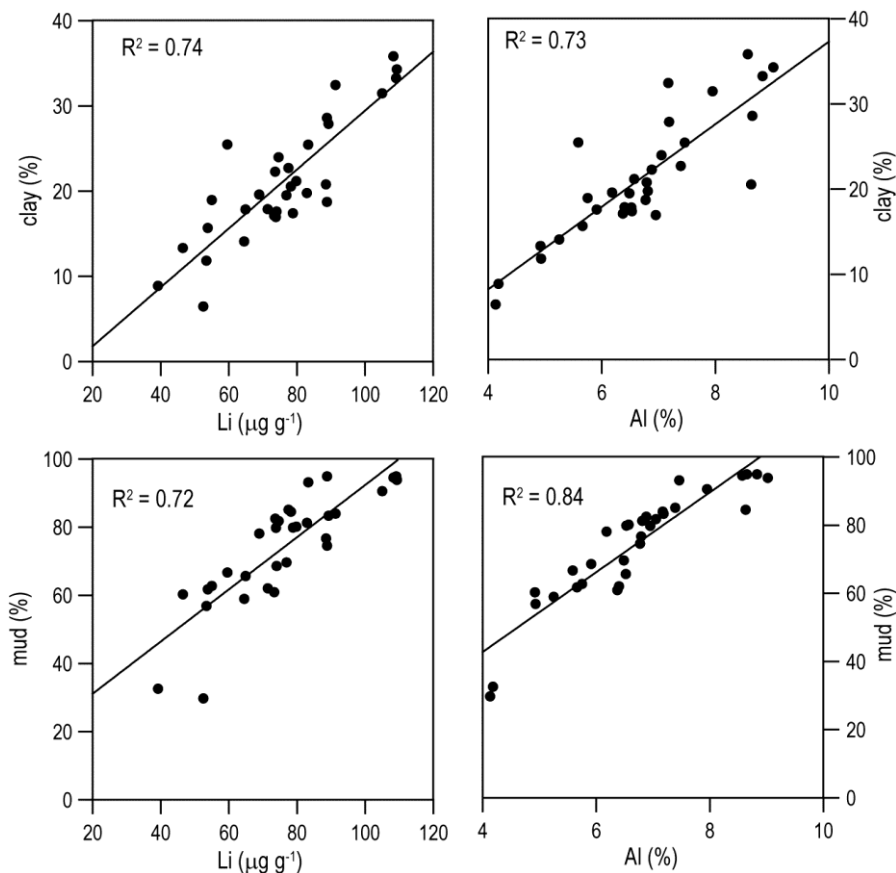 R² = 0.74
40
30
20
10
0
clay (%)
20 40 60 80 100 120
Li (µg g⁻¹)
R² = 0.73
40
30
20
10
0
clay (%)
4 6 8 10
Al (%)
R² = 0.72
100
80
60
40
20
0
mud (%)
20 40 60 80 100 120
Li (µg g⁻¹)
R² = 0.84
100
80
60
40
20
0
mud (%)
4 6 8 10
Al (%)